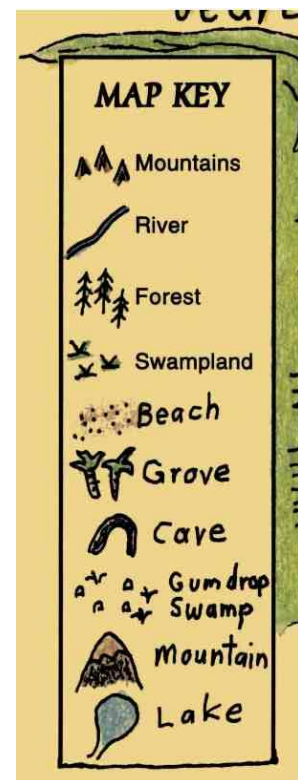 MAP KEY
Mountains
River
Forest
Swampland
Beach
Grove
Cave
Gumdrop
Swamp
Mountain
Lake